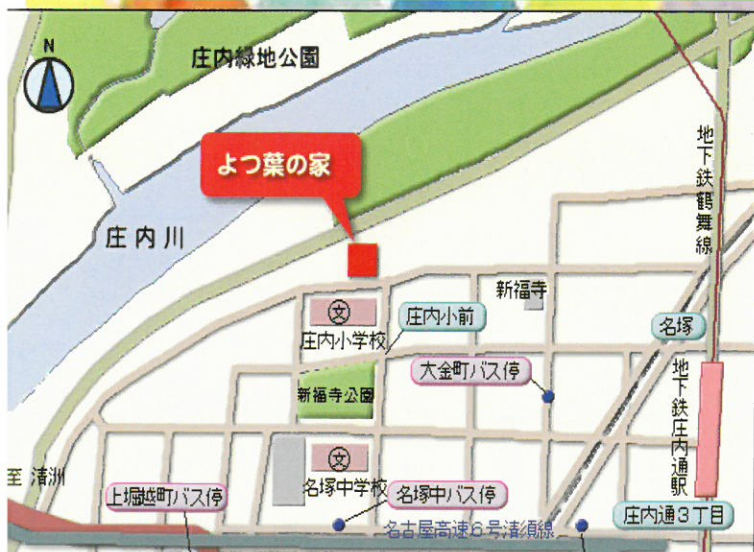 N
庄内緑地公園
よつ葉の家
庄内川
地下鉄鶴舞線
新福寺
文
庄内小学校
庄内小前
名塚
大金町バス停
新福寺公園
地下鉄庄内通駅
文
名塚中学校
至 清洲
上堀越町バス停
名塚中バス停
庄内通3丁目
名古屋高速6号清須線